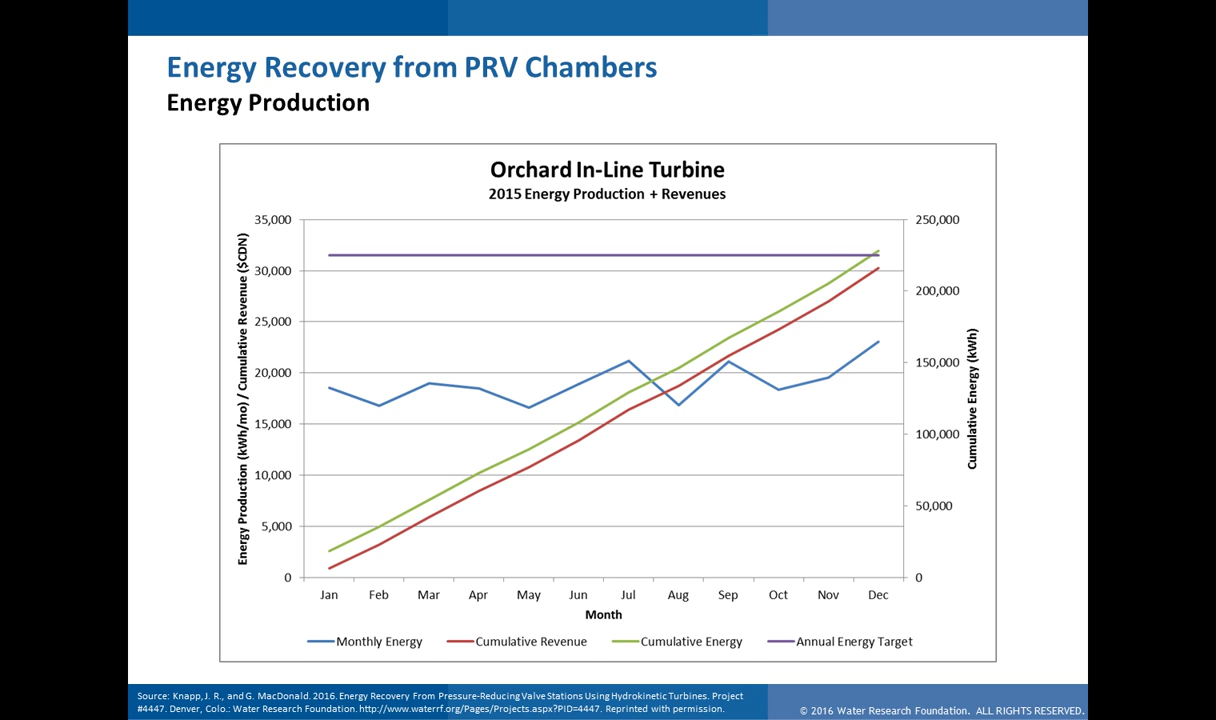 Energy Recovery from PRV Chambers
Energy Production
Orchard In-Line Turbine
2015 Energy Production + Revenues
Energy Production (kWh/mo) / Cumulative Revenue ($CDN)
35,000
30,000
25,000
20,000
15,000
10,000
5,000
0
250,000
200,000
150,000
100,000
50,000
0
Cumulative Energy (kWh)
Jan Feb Mar Apr May Jun Jul Aug Sep Oct Nov Dec
Month
Monthly Energy Cumulative Revenue Cumulative Energy Annual Energy Target
Source: Knapp, J. R., and G. MacDonald. 2016. Energy Recovery From Pressure-Reducing Valve Stations Using Hydrokinetic Turbines. Project
#4447. Denver, Colo.: Water Research Foundation. http://www.waterrf.org/Pages/Projects.aspx?PID=4447. Reprinted with permission.
© 2016 Water Research Foundation. ALL RIGHTS RESERVED.